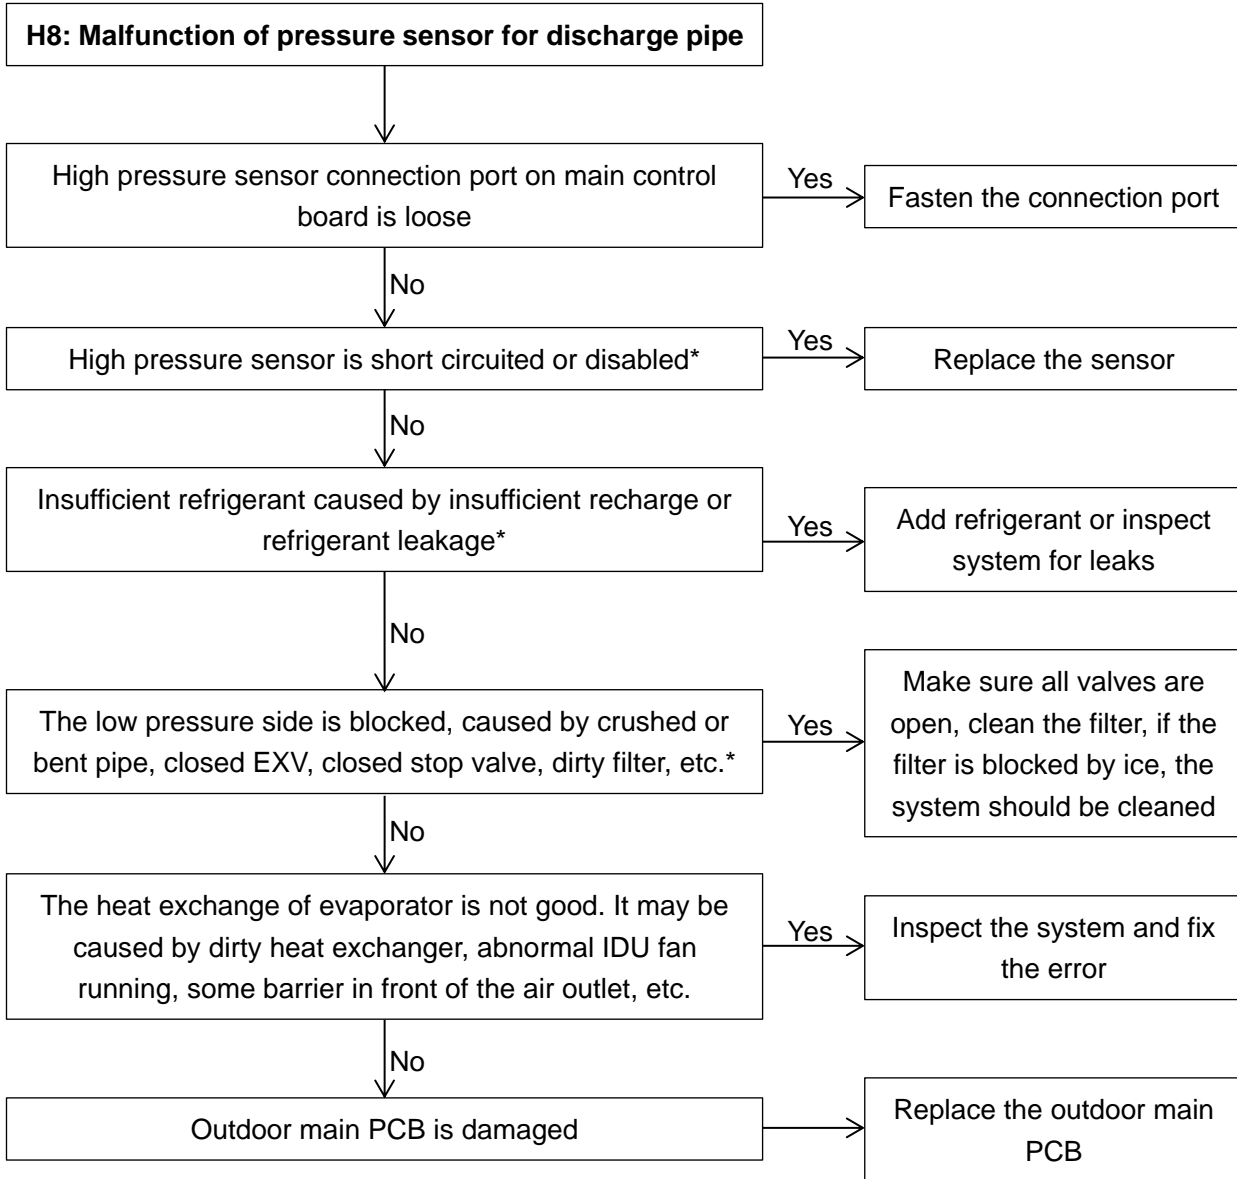 H8: Malfunction of pressure sensor for discharge pipe
High pressure sensor connection port on main control
board is loose
Yes
Fasten the connection port
No
High pressure sensor is short circuited or disabled*
Yes
Replace the sensor
No
Insufficient refrigerant caused by insufficient recharge or
refrigerant leakage*
Yes
Add refrigerant or inspect
system for leaks
No
The low pressure side is blocked, caused by crushed or
bent pipe, closed EXV, closed stop valve, dirty filter, etc.*
Yes
Make sure all valves are
open, clean the filter, if the
filter is blocked by ice, the
system should be cleaned
No
The heat exchange of evaporator is not good. It may be
caused by dirty heat exchanger, abnormal IDU fan
running, some barrier in front of the air outlet, etc.
Yes
Inspect the system and fix
the error
No
Outdoor main PCB is damaged
Replace the outdoor main
PCB